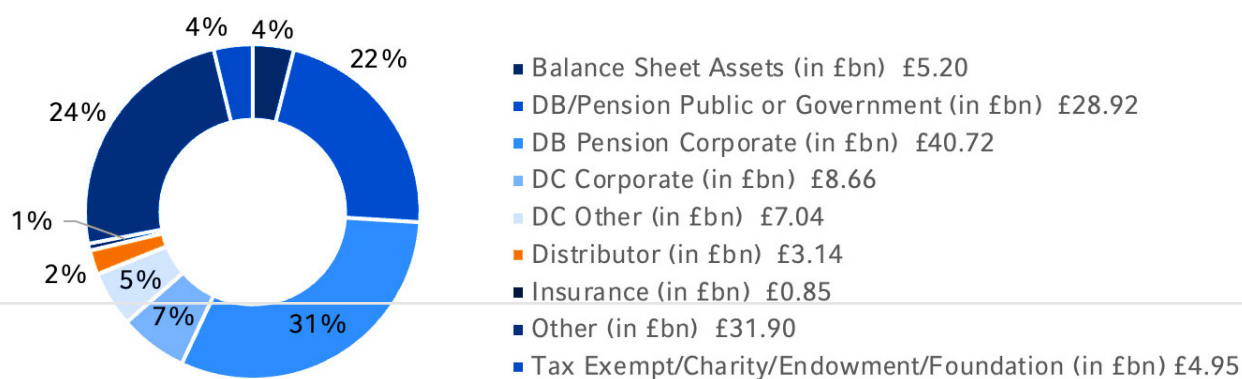 4%
4%
22%
24%
1%
2%
5%
7%
31%
Balance Sheet Assets (in £bn) £5.20
DB/Pension Public or Government (in £bn) £28.92
DB Pension Corporate (in £bn) £40.72
DC Corporate (in £bn) £8.66
DC Other (in £bn) £7.04
Distributor (in £bn) £3.14
Insurance (in £bn) £0.85
Other (in £bn) £31.90
Tax Exempt/Charity/Endowment/Foundation (in £bn) £4.95